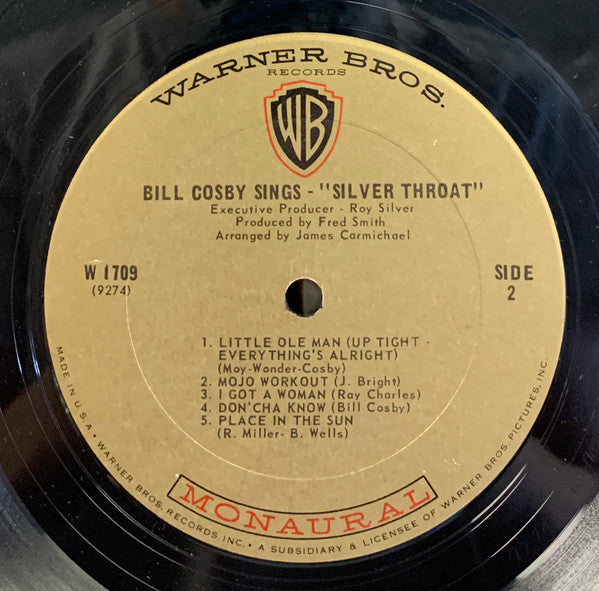 WARNER BROS.
RECORDS
WB
BILL COSBY SINGS - "SILVER THROAT"
Executive Producer - Roy Silver
Produced by Fred Smith
Arranged by James Carmichael
W 1709
(9274)
SIDE
2
1. LITTLE OLE MAN (UP TIGHT -
EVERYTHING'S ALRIGHT)
(Moy-Wonder-Cosby)
2. MOJO WORKOUT (J. Bright)
3. I GOT A WOMAN (Ray Charles)
4. DON'CHA KNOW (Bill Cosby)
5. PLACE IN THE SUN
(R. Miller- B. Wells)
MONAURAL
MADE IN U.S.A. • WARNER BROS. RECORDS INC. • A SUBSIDIARY & LICENSEE OF WARNER BROS PICTURES, INC.